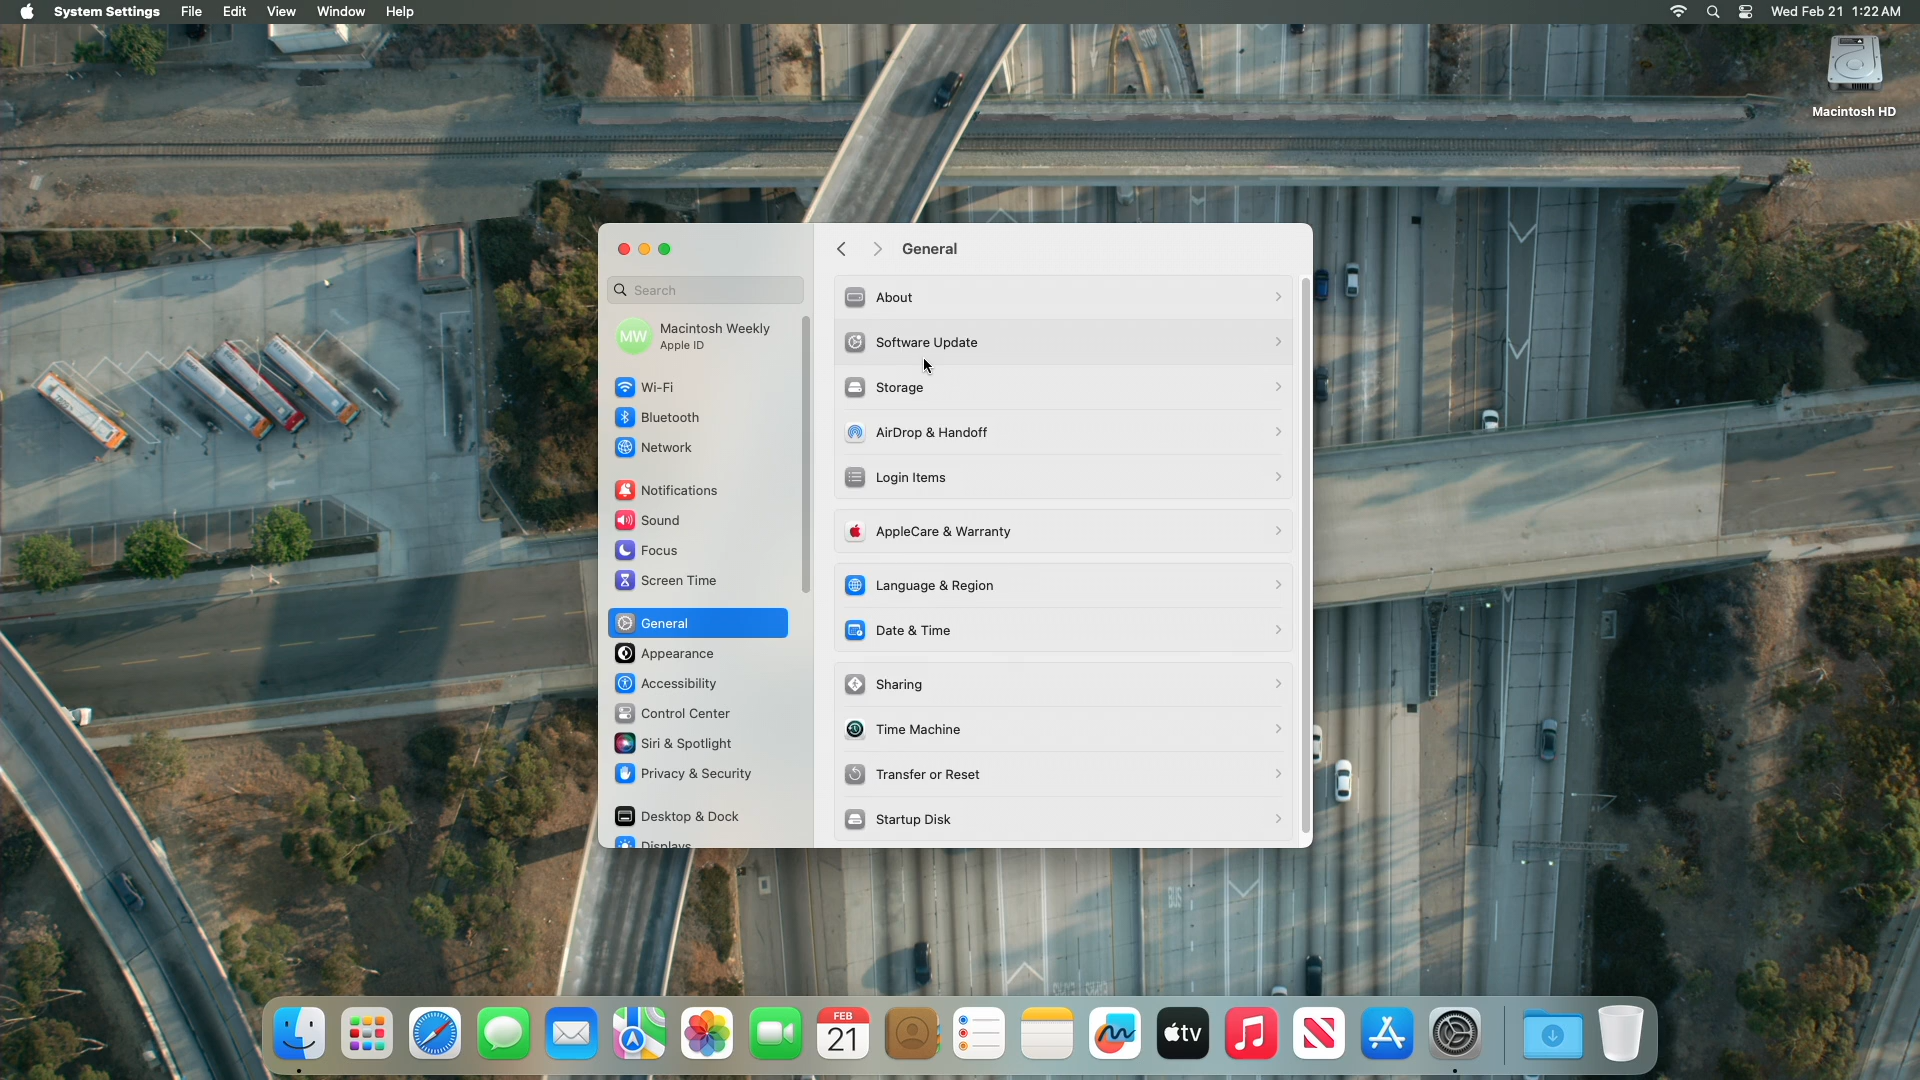 System Settings File Edit View Window Help Wed Feb 21 1:22 AM
Macintosh HD
General
Search
MW Macintosh Weekly
Apple ID
Wi-Fi
Bluetooth
Network
Notifications
Sound
Focus
Screen Time
General
Appearance
Accessibility
Control Center
Siri & Spotlight
Privacy & Security
Desktop & Dock
Displays
About
Software Update
Storage
AirDrop & Handoff
Login Items
AppleCare & Warranty
Language & Region
Date & Time
Sharing
Time Machine
Transfer or Reset
Startup Disk
BUS
FEB
21
tv